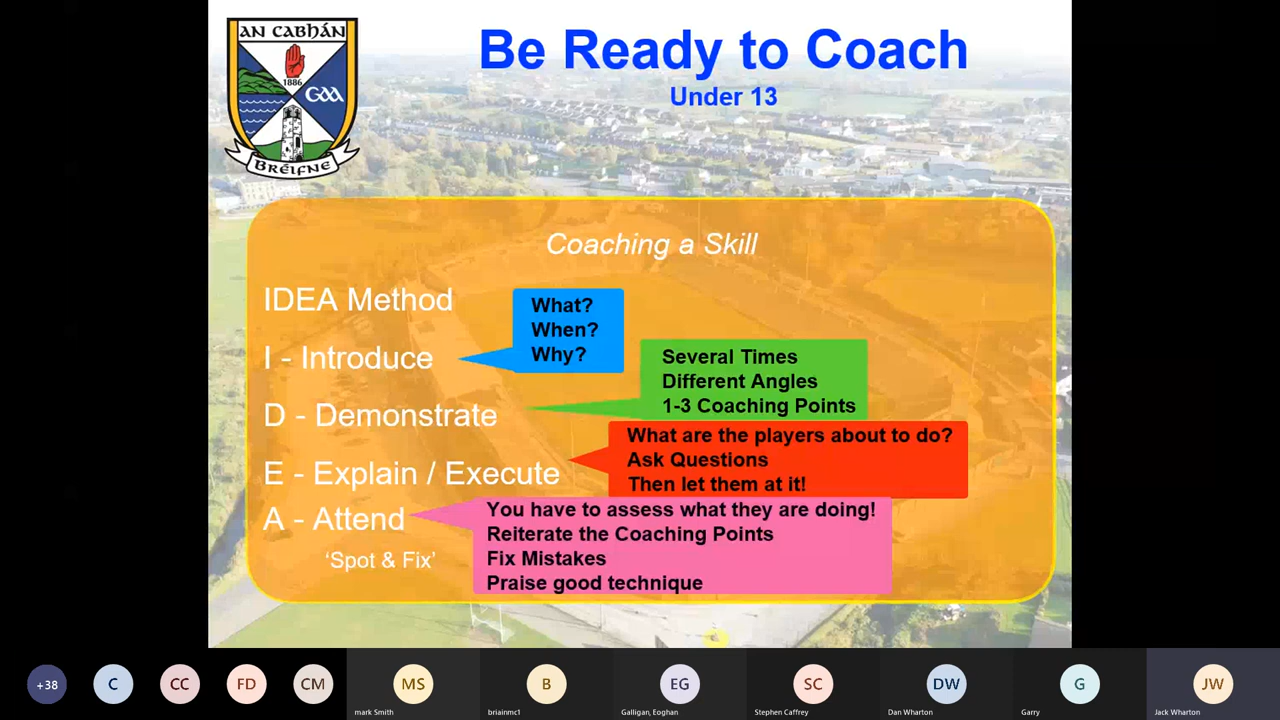 AN CABHÁN
1886
GAA
BRÉIFNE
Be Ready to Coach
Under 13
Coaching a Skill
IDEA Method
What?
When?
Why?
I - Introduce
Several Times
Different Angles
1-3 Coaching Points
D - Demonstrate
What are the players about to do?
Ask Questions
Then let them at it!
E - Explain / Execute
A - Attend
'Spot & Fix'
You have to assess what they are doing!
Reiterate the Coaching Points
Fix Mistakes
Praise good technique
+38
C
CC
FD
CM
MS
mark Smith
B
briainmc1
EG
Galligan, Eoghan
SC
Stephen Caffrey
DW
Dan Wharton
G
Garry
JW
Jack Wharton